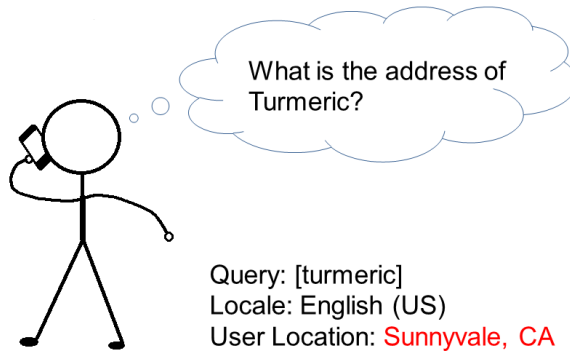 What is the address of
Turmeric?
Query: [turmeric]
Locale: English (US)
User Location: Sunnyvale, CA